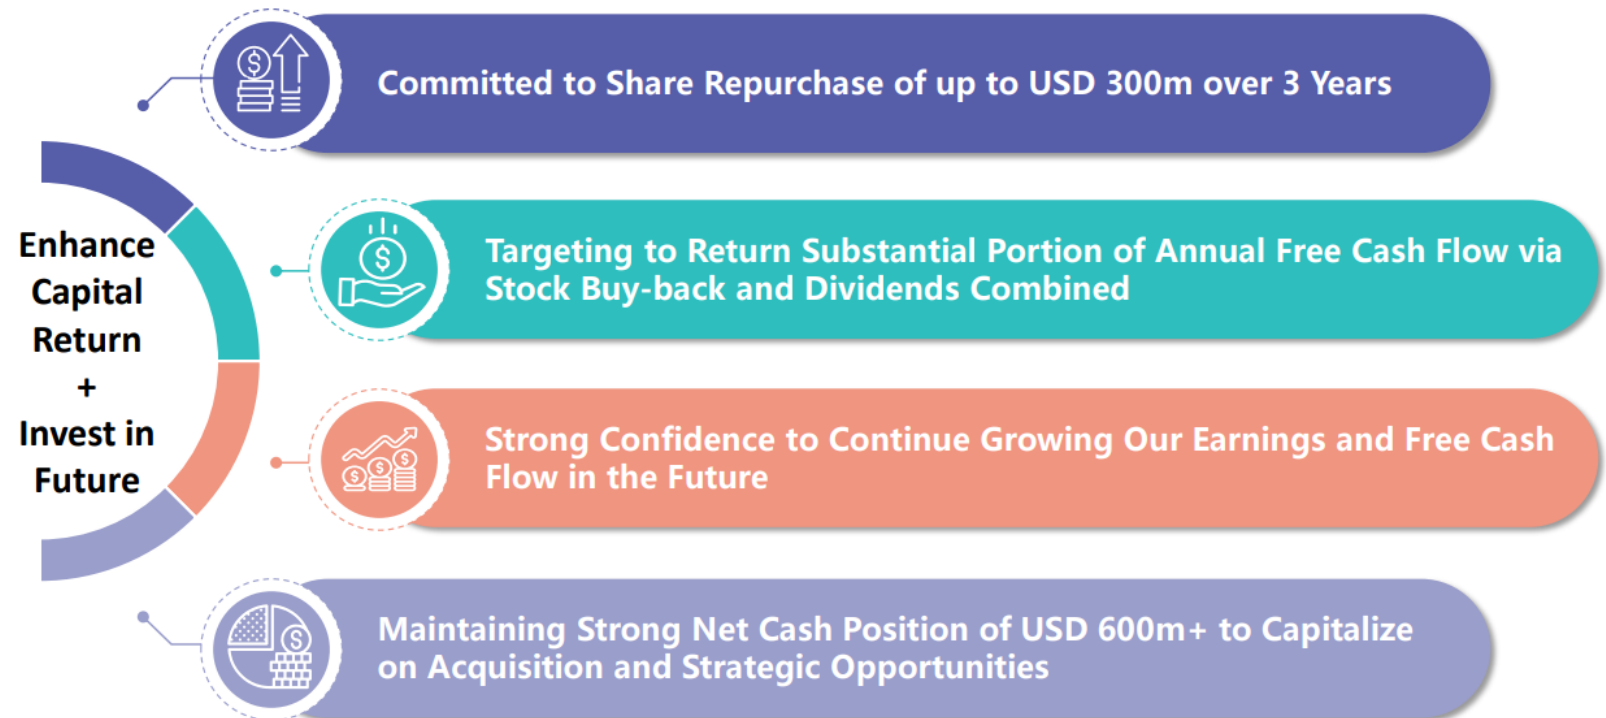 Enhance
Capital
Return
+
Invest in
Future
Committed to Share Repurchase of up to USD 300m over 3 Years
Targeting to Return Substantial Portion of Annual Free Cash Flow via
Stock Buy-back and Dividends Combined
Strong Confidence to Continue Growing Our Earnings and Free Cash
Flow in the Future
Maintaining Strong Net Cash Position of USD 600m+ to Capitalize
on Acquisition and Strategic Opportunities